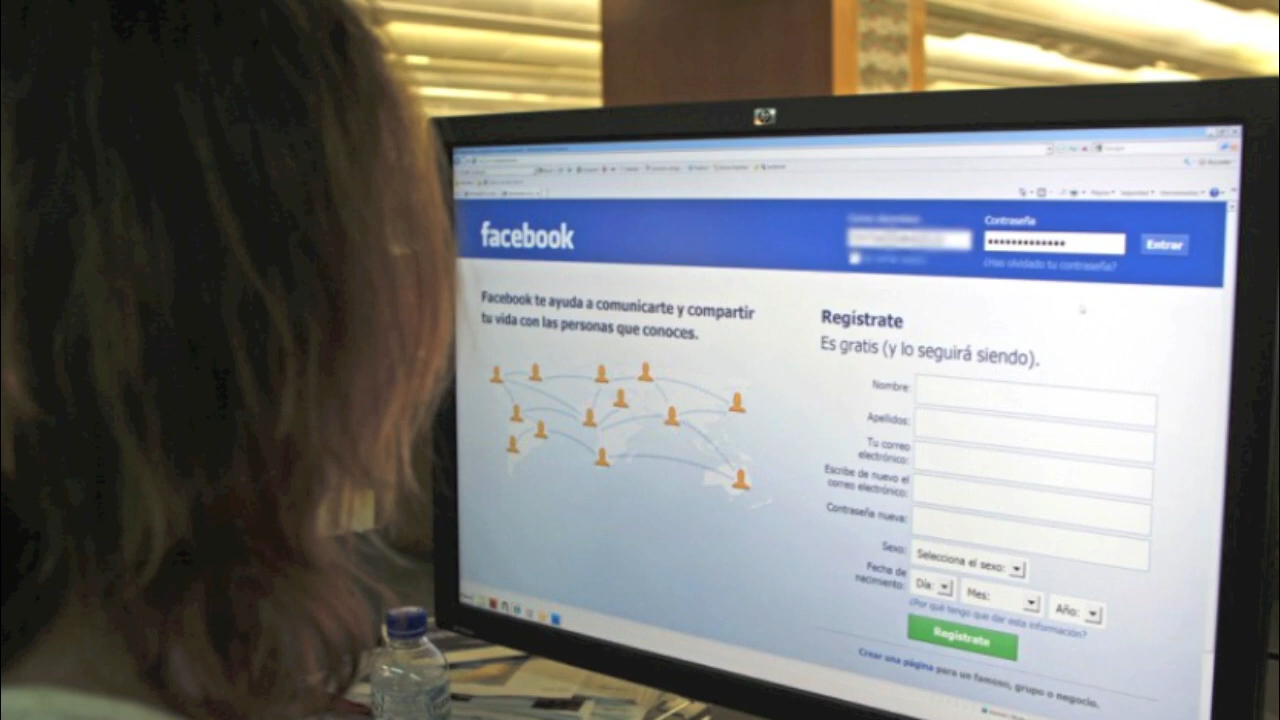 facebook
Contraseña
Entrar
¿Has olvidado tu contraseña?
Facebook te ayuda a comunicarte y compartir
tu vida con las personas que conoces.
Regístrate
Es gratis (y lo seguirá siendo).
Nombre:
Apellidos:
Tu correo
electrónico:
Escribe de nuevo el
correo electrónico:
Contraseña nueva:
Sexo:
Selecciona el sexo:
Fecha de
nacimiento:
Día:
Mes:
Año:
¿Por qué tengo que dar esta información?
Regístrate
Crear una página para un famoso, grupo o negocio.